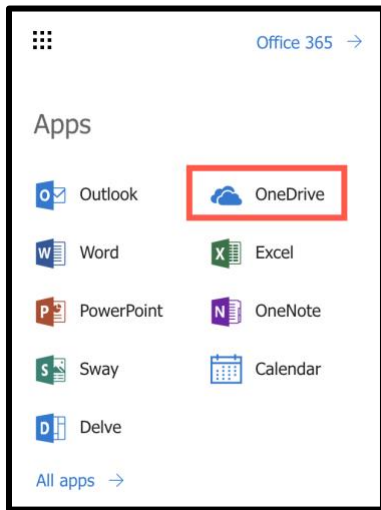 Office 365 →
Apps
Outlook OneDrive
Word Excel
PowerPoint OneNote
Sway Calendar
Delve
All apps →